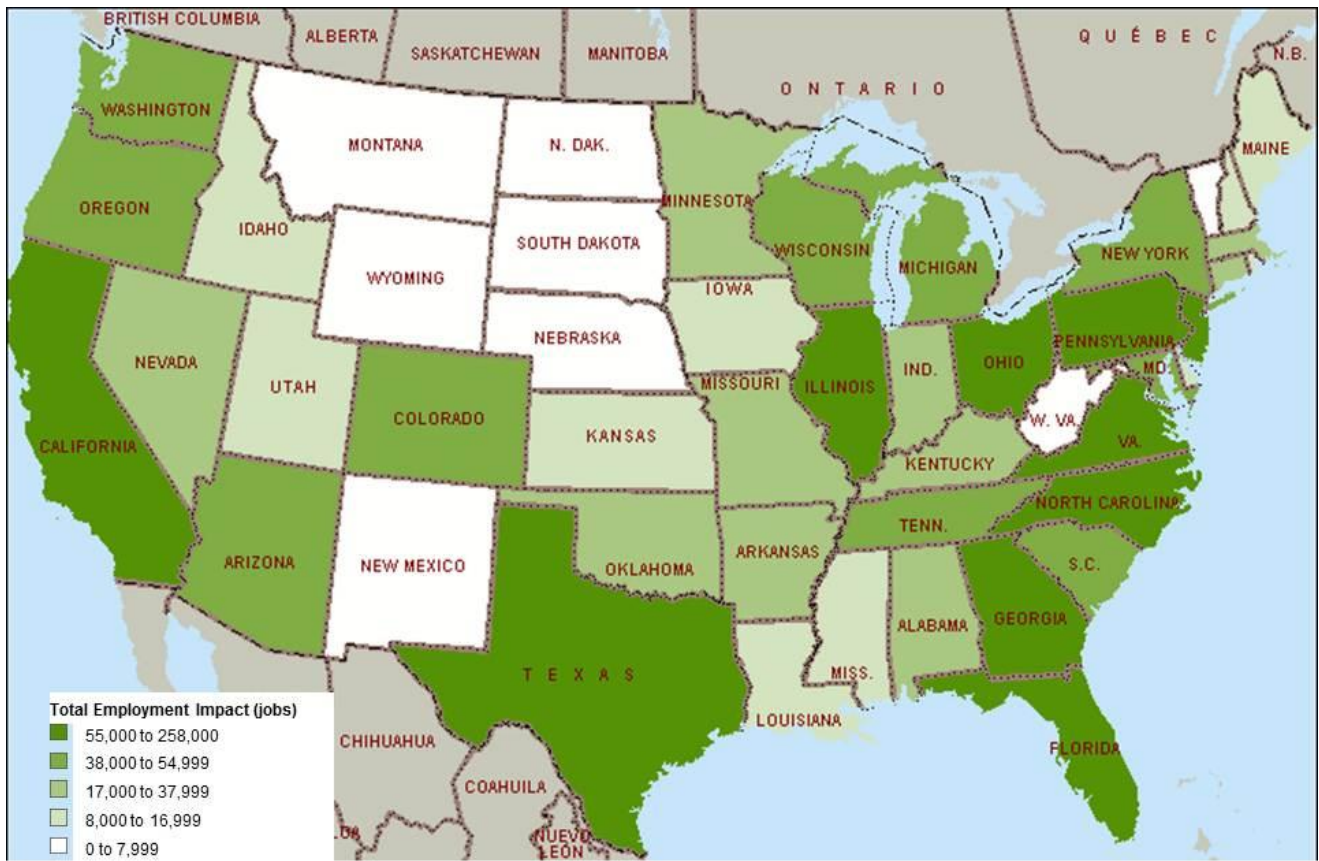 BRITISH COLUMBIA
ALBERTA
SASKATCHEWAN
MANITOBA
ONTARIO
QUÉBEC
N.B.
WASHINGTON
MONTANA
N. DAK.
MINNESOTA
MAINE
OREGON
IDAHO
SOUTH DAKOTA
WISCONSIN
MICHIGAN
NEW YORK
WYOMING
IOWA
NEBRASKA
PENNSYLVANIA
NEVADA
UTAH
COLORADO
KANSAS
MISSOURI
ILLINOIS
IND.
OHIO
MD.
W. VA.
VA.
CALIFORNIA
KENTUCKY
NORTH CAROLINA
TENN.
ARIZONA
NEW MEXICO
OKLAHOMA
ARKANSAS
S.C.
ALABAMA
GEORGIA
MISS.
TEXAS
LOUISIANA
FLORIDA
CHIHUAHUA
COAHUILA
NUEVO
LEÓN
Total Employment Impact (jobs)
55,000 to 258,000
38,000 to 54,999
17,000 to 37,999
8,000 to 16,999
0 to 7,999